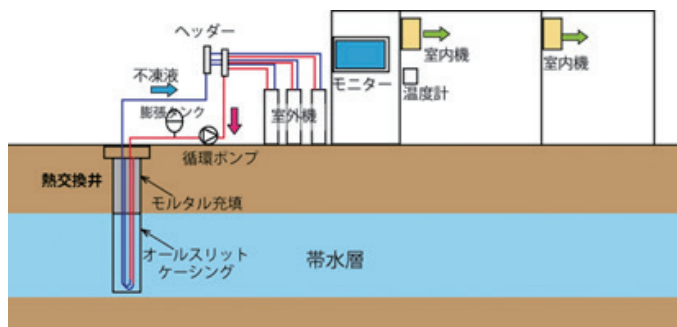 ヘッダー
不凍液
膨張タンク
循環ポンプ
室外機
モニター
室内機
温度計
室内機
熱交換井
モルタル充填
オールスリット
ケーシング
帯水層